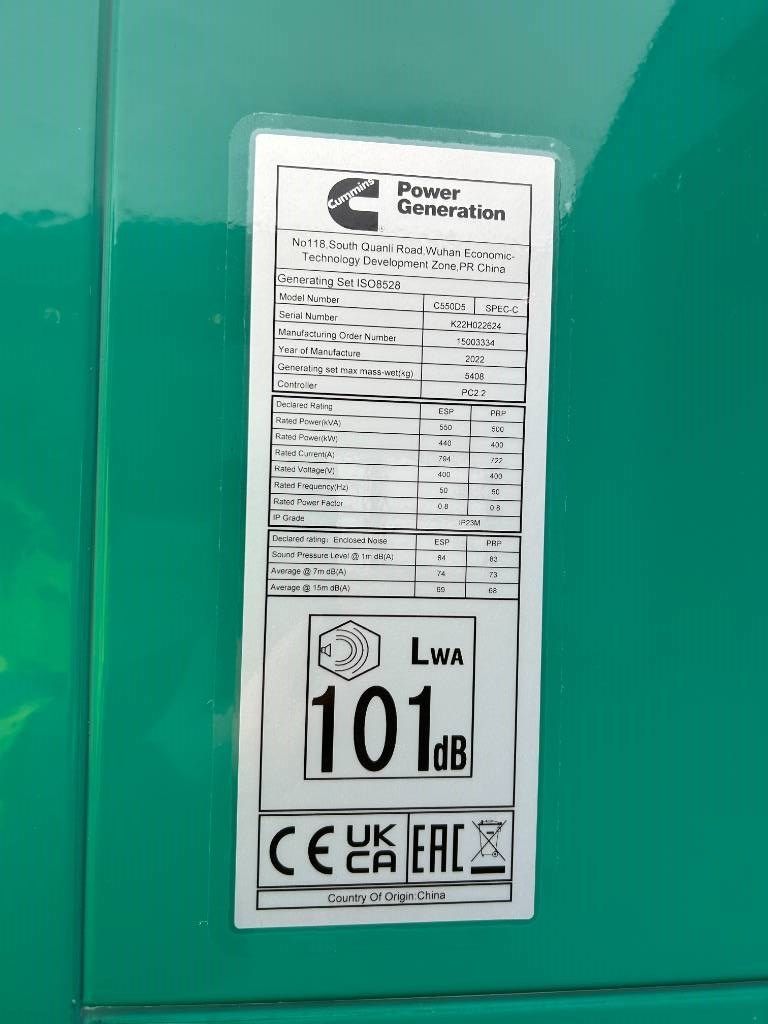 Cummins
Power
Generation
No118,South Quanli Road,Wuhan Economic-
Technology Development Zone,PR.China
Generating Set ISO8528
Model Number C550D5 SPEC-C
Serial Number K22H022624
Manufacturing Order Number 15003334
Year of Manufacture 2022
Generating set max mass-wet(kg) 5408
Controller PC2.2
Declared Rating ESP PRP
Rated Power(kVA) 550 500
Rated Power(kW) 440 400
Rated Current(A) 794 722
Rated Voltage(V) 400 400
Rated Frequency(Hz) 50 50
Rated Power Factor 0.8 0.8
IP Grade IP23M
Declared rating: Enclosed Noise ESP PRP
Sound Pressure Level @ 1m dB(A) 84 83
Average @ 7m dB(A) 74 73
Average @ 15m dB(A) 69 68
LWA
101dB
CE UK CA EAC
Country Of Origin:China